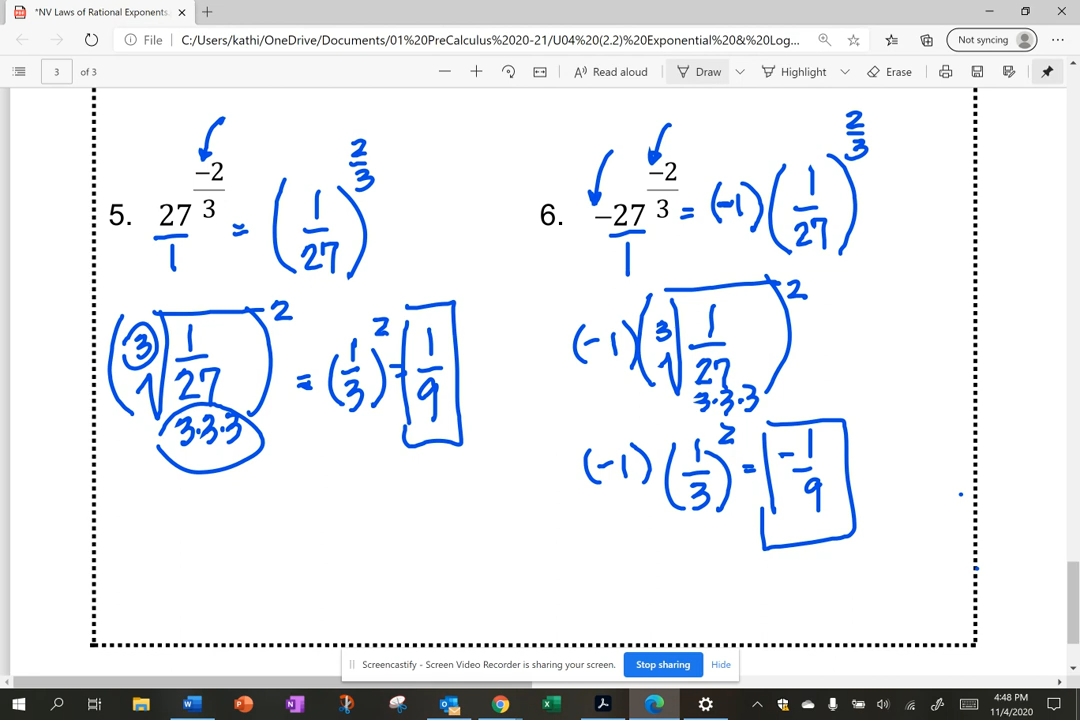 *NV Laws of Rational Exponents.
File C:/Users/kathi/OneDrive/Documents/01%20PreCalculus%2020-21/U04%20(2.2)%20Exponential%20&%20Log...
Not syncing
3 of 3
Read aloud Draw Highlight Erase
5. 27^(-2/3)
/1 = (1/27)^(2/3)
(3√(1/27))^2 = (1/3)^2 = 1/9
3·3·3
6. -27^(-2/3)
/1 = (-1)(1/27)^(2/3)
(-1)(3√(1/27))^2
3·3·3
(-1)(1/3)^2 = -1/9
Screencastify - Screen Video Recorder is sharing your screen. Stop sharing Hide
4:48 PM
11/4/2020